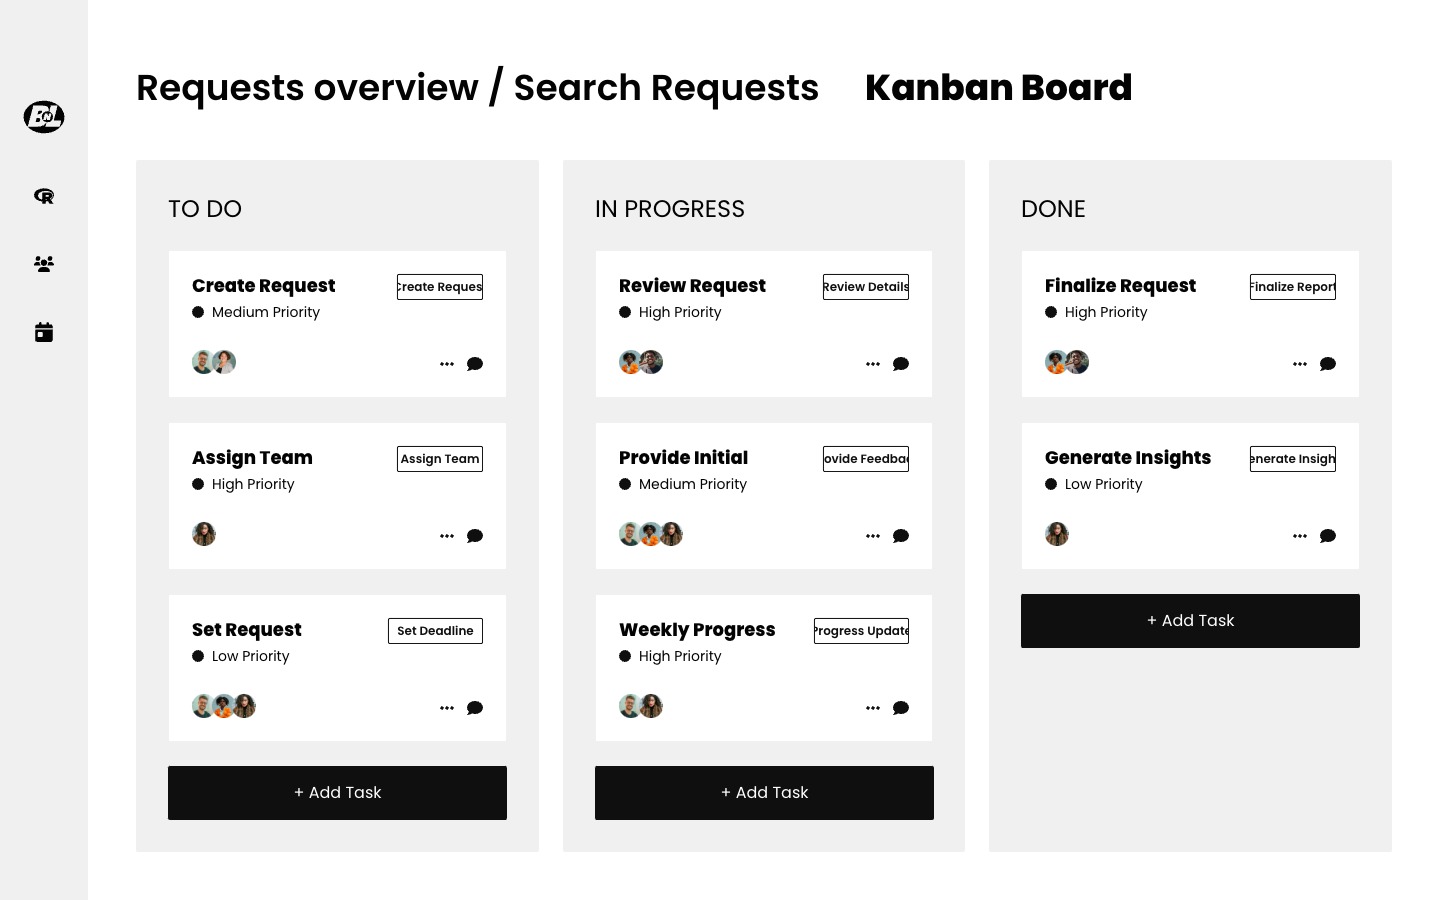 Requests overview / Search Requests Kanban Board
TO DO
Create Request
Create Reques
Medium Priority
Assign Team
Assign Team
High Priority
Set Request
Set Deadline
Low Priority
+ Add Task
IN PROGRESS
Review Request
Review Details
High Priority
Provide Initial
ovide Feedbac
Medium Priority
Weekly Progress
Progress Update
High Priority
+ Add Task
DONE
Finalize Request
Finalize Report
High Priority
Generate Insights
enerate Insigh
Low Priority
+ Add Task